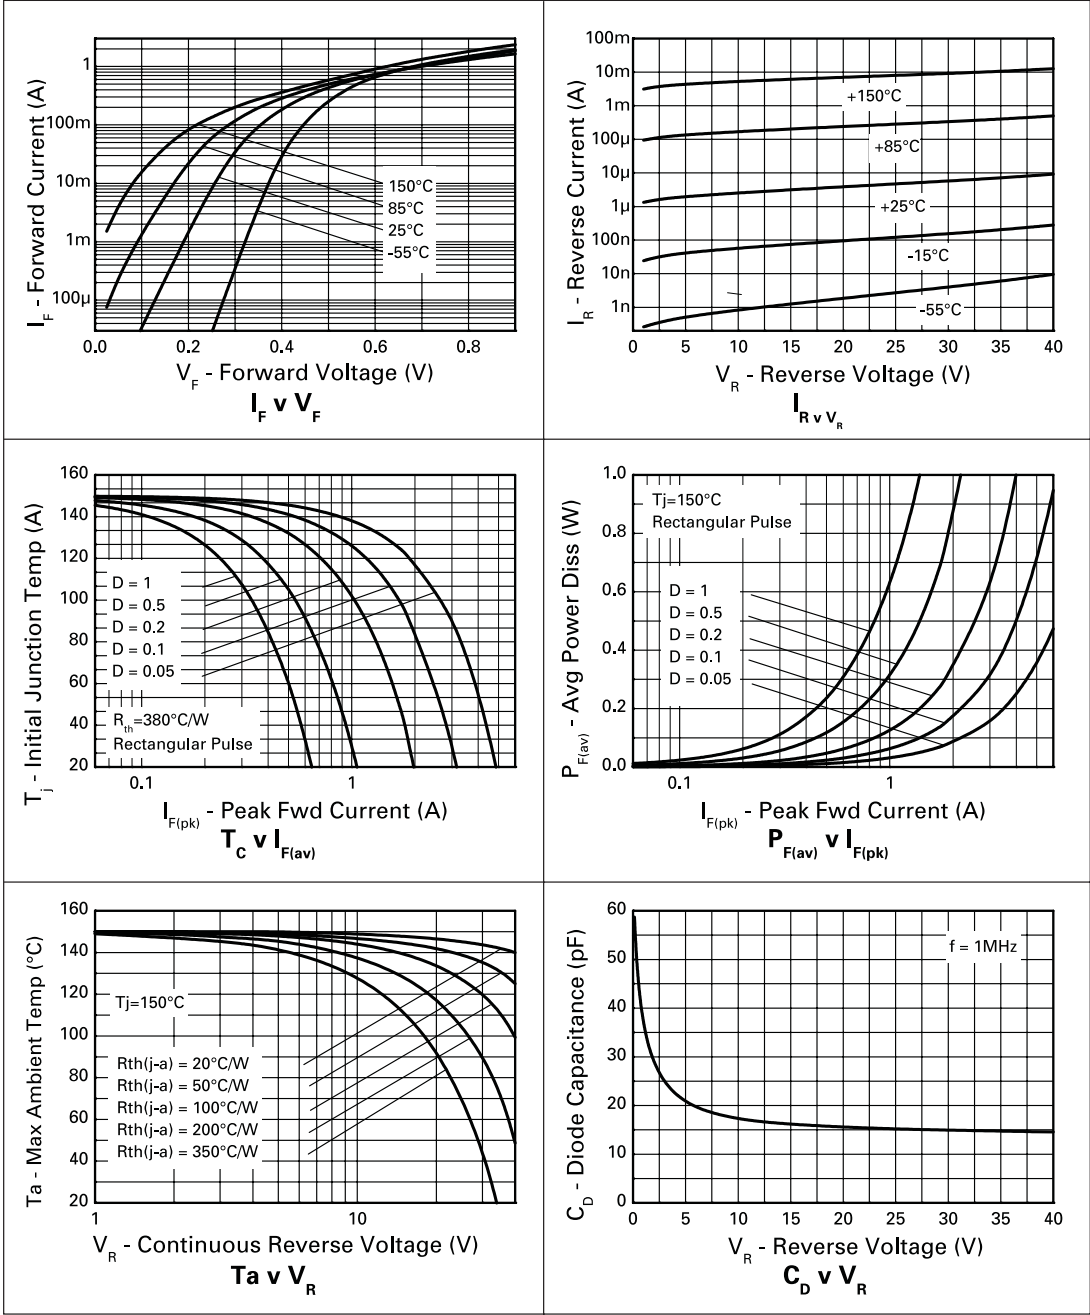 1
100m
10m
1m
100µ
I_F - Forward Current (A)
150°C
85°C
25°C
-55°C
0.0 0.2 0.4 0.6 0.8
V_F - Forward Voltage (V)
I_F v V_F
100m
10m
1m
100µ
10µ
1µ
100n
10n
1n
I_R - Reverse Current (A)
+150°C
+85°C
+25°C
-15°C
-55°C
0 5 10 15 20 25 30 35 40
V_R - Reverse Voltage (V)
I_R v V_R
160
140
120
100
80
60
40
20
T_j - Initial Junction Temp (A)
D = 1
D = 0.5
D = 0.2
D = 0.1
D = 0.05
R_th=380°C/W
Rectangular Pulse
0.1 1
I_F(pk) - Peak Fwd Current (A)
T_C v I_F(av)
1.0
0.8
0.6
0.4
0.2
0.0
P_F(av) - Avg Power Diss (W)
Tj=150°C
Rectangular Pulse
D = 1
D = 0.5
D = 0.2
D = 0.1
D = 0.05
0.1 1
I_F(pk) - Peak Fwd Current (A)
P_F(av) v I_F(pk)
160
140
120
100
80
60
40
20
Ta - Max Ambient Temp (°C)
Tj=150°C
Rth(j-a) = 20°C/W
Rth(j-a) = 50°C/W
Rth(j-a) = 100°C/W
Rth(j-a) = 200°C/W
Rth(j-a) = 350°C/W
1 10
V_R - Continuous Reverse Voltage (V)
Ta v V_R
60
50
40
30
20
10
0
C_D - Diode Capacitance (pF)
f = 1MHz
0 5 10 15 20 25 30 35 40
V_R - Reverse Voltage (V)
C_D v V_R